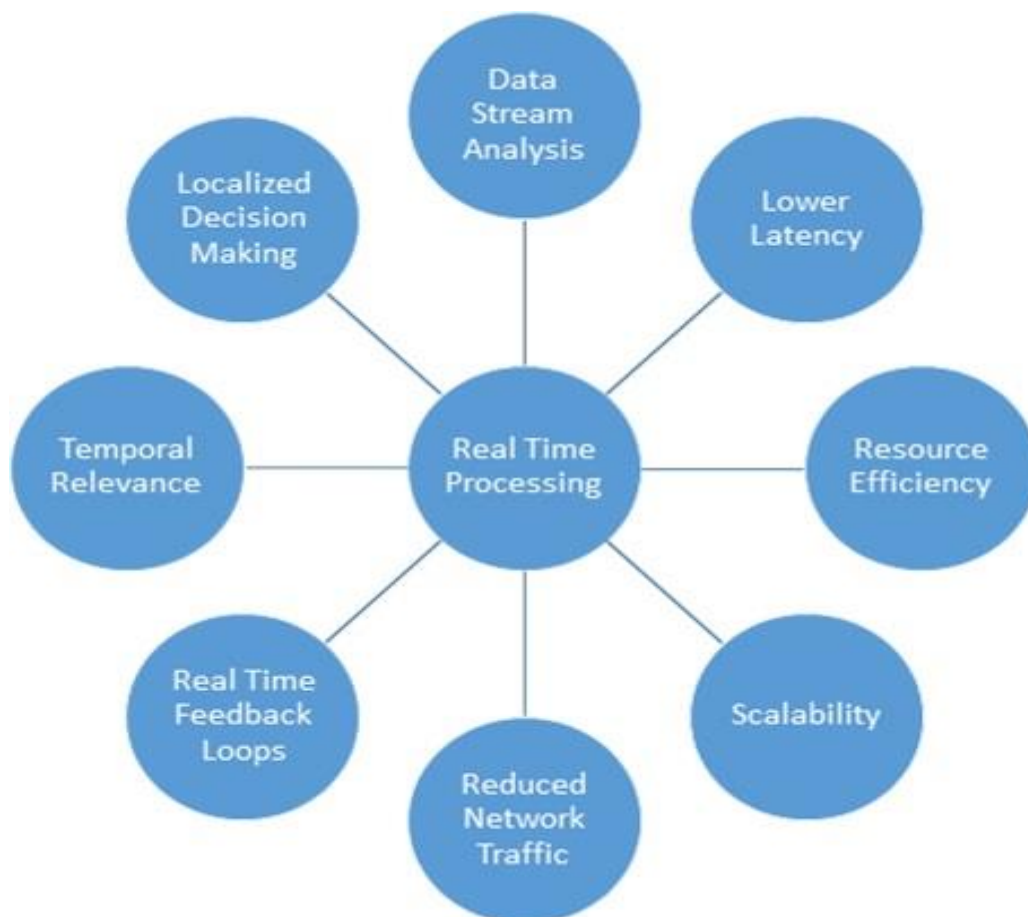 Data
Stream
Analysis
Lower
Latency
Resource
Efficiency
Scalability
Reduced
Network
Traffic
Real Time
Feedback
Loops
Temporal
Relevance
Localized
Decision
Making
Real Time
Processing